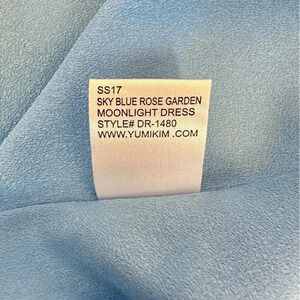 SS17
SKY BLUE ROSE GARDEN
MOONLIGHT DRESS
STYLE# DR-1480
WWW.YUMIKIM .COM